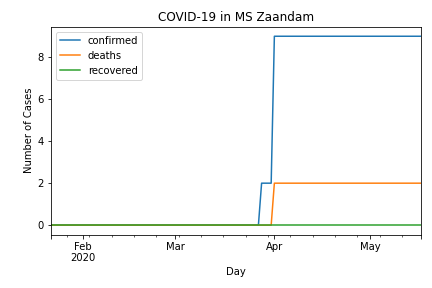 COVID-19 in MS Zaandam
confirmed
deaths
recovered
Number of Cases
8
6
4
2
0
Feb
2020
Mar
Apr
May
Day